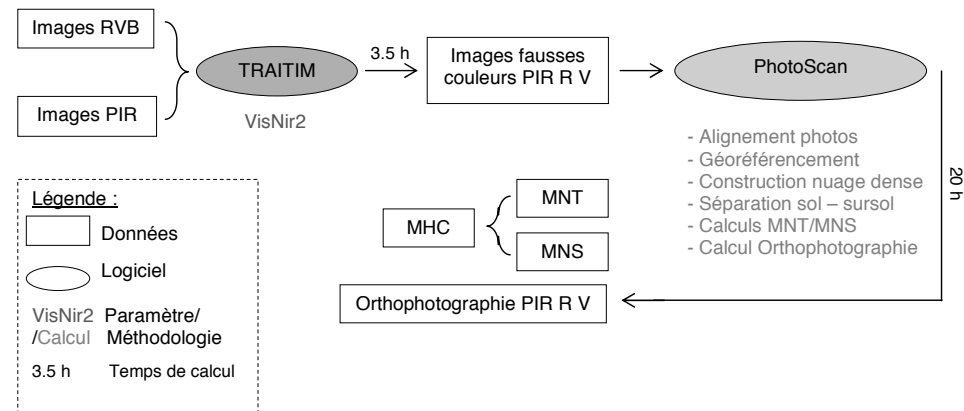 Images RVB
Images PIR
TRAITIM
VisNir2
3.5 h
Images fausses
couleurs PIR R V
PhotoScan
- Alignement photos
- Géoréférencement
- Construction nuage dense
- Séparation sol – sursol
- Calculs MNT/MNS
- Calcul Orthophotographie
20 h
MHC
MNT
MNS
Orthophotographie PIR R V
Légende :
Données
Logiciel
VisNir2 Paramètre/
/Calcul Méthodologie
3.5 h Temps de calcul